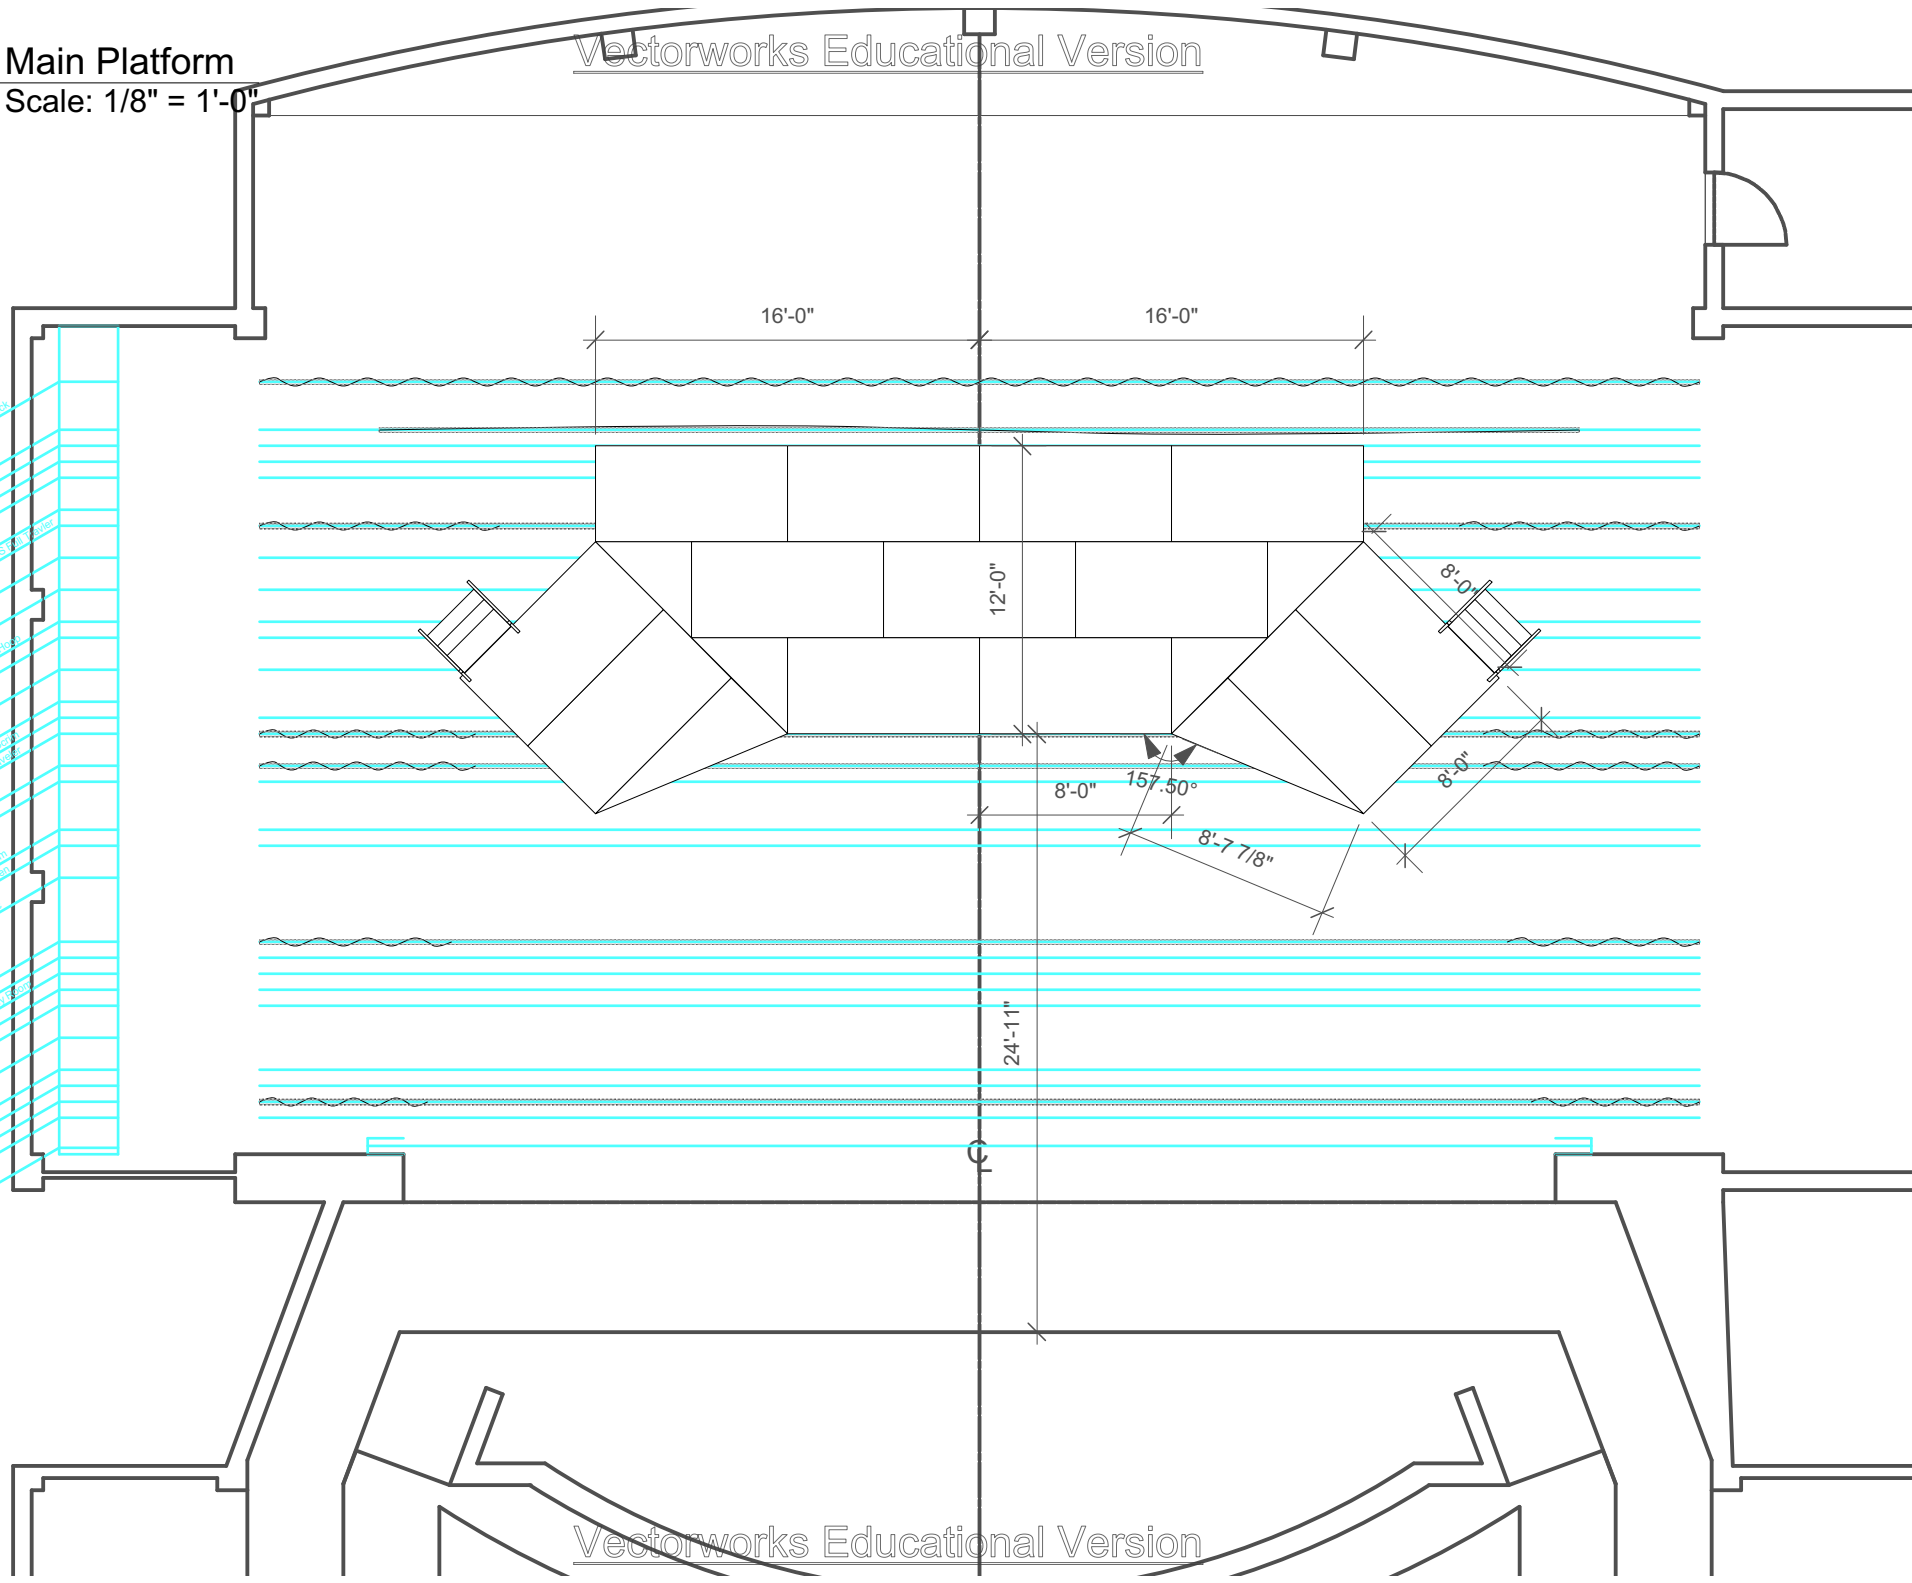 Vectorworks Educational Version
Main Platform
Scale: 1/8" = 1'-0"
16'-0"
16'-0"
12'-0"
8'-0"
8'-0"
8'-0"
157.50°
8'-7 7/8"
24'-11"
℄
Vectorworks Educational Version